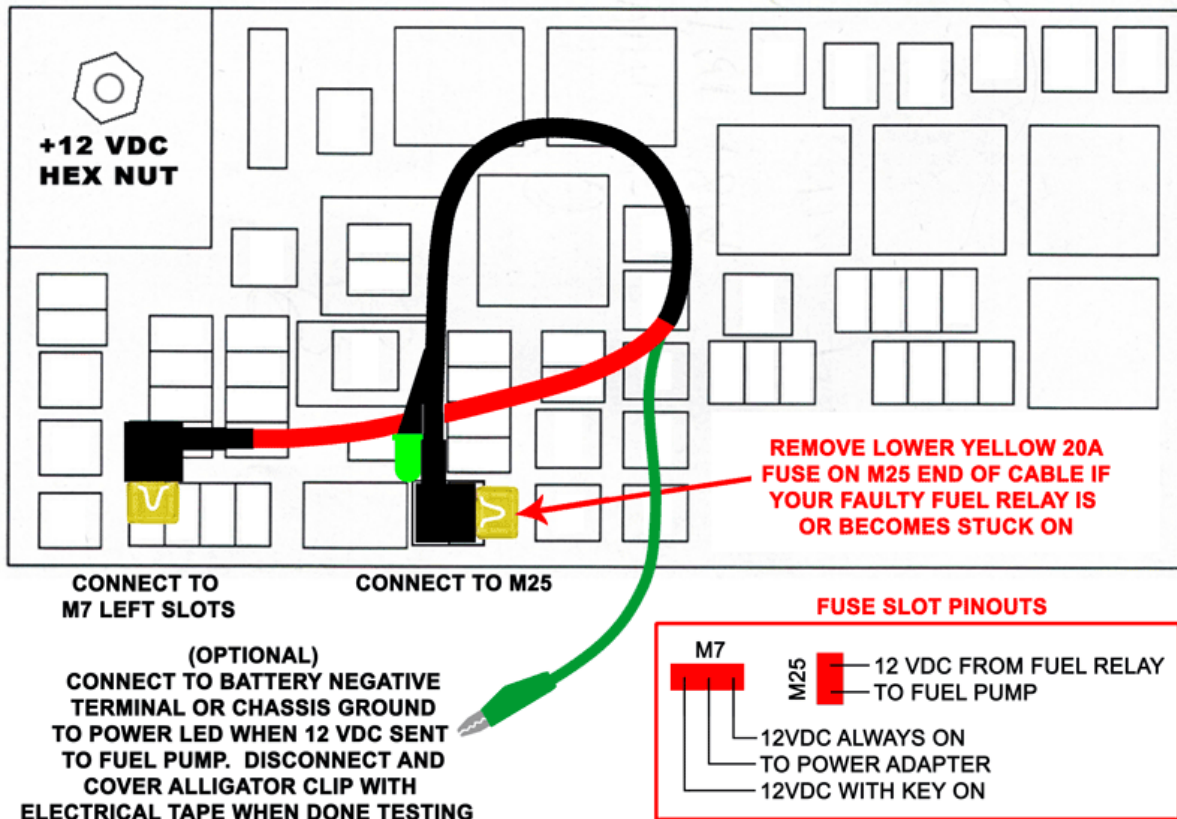 +12 VDC
HEX NUT
REMOVE LOWER YELLOW 20A
FUSE ON M25 END OF CABLE IF
YOUR FAULTY FUEL RELAY IS
OR BECOMES STUCK ON
CONNECT TO
M7 LEFT SLOTS
CONNECT TO M25
(OPTIONAL)
CONNECT TO BATTERY NEGATIVE
TERMINAL OR CHASSIS GROUND
TO POWER LED WHEN 12 VDC SENT
TO FUEL PUMP. DISCONNECT AND
COVER ALLIGATOR CLIP WITH
ELECTRICAL TAPE WHEN DONE TESTING
FUSE SLOT PINOUTS
M7
M25
12 VDC FROM FUEL RELAY
TO FUEL PUMP
12VDC ALWAYS ON
TO POWER ADAPTER
12VDC WITH KEY ON